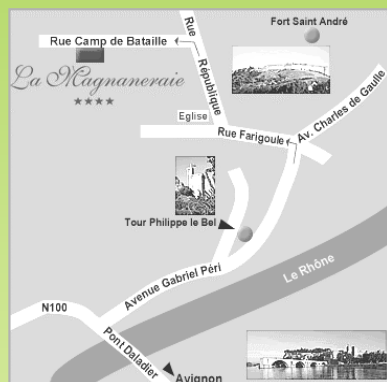 Fort Saint André
Rue Camp de Bataille
La Magnaneraie
Rue République
Eglise
Rue Farigoule
Av. Charles de Gaulle
Tour Philippe le Bel
Le Rhône
Avenue Gabriel Péri
N100
Pont Daladier
Avignon